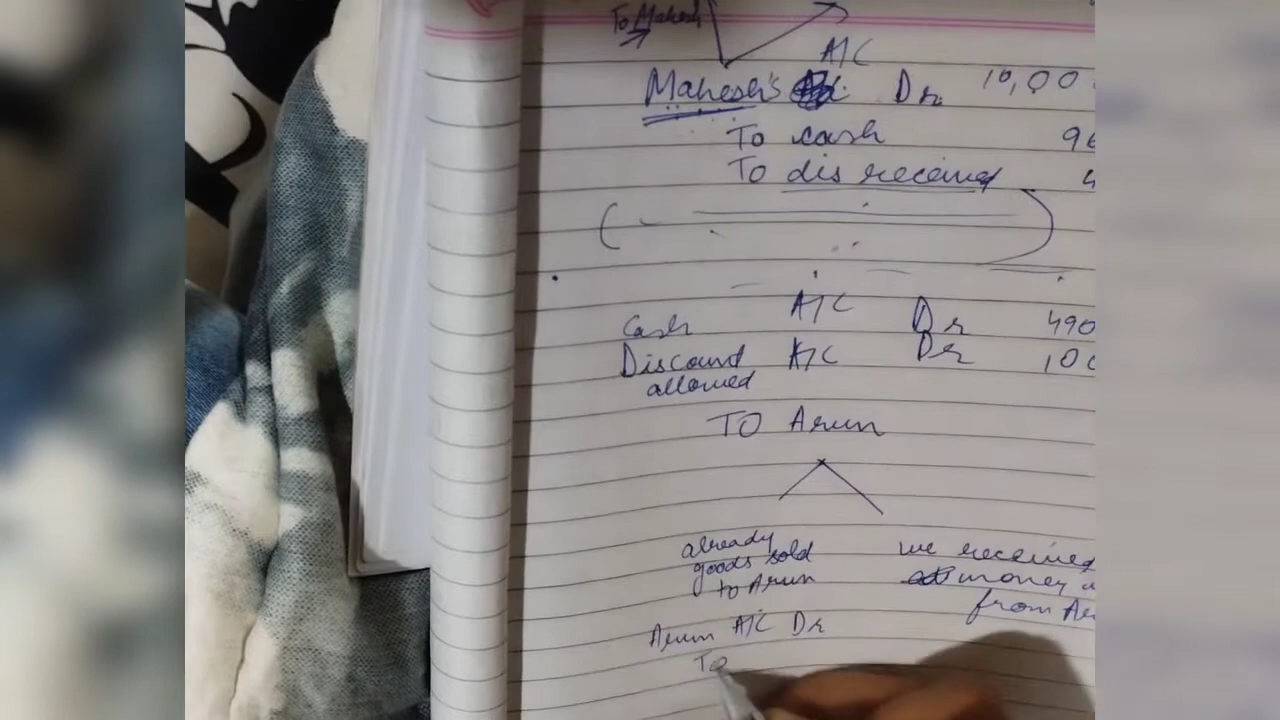 To Mahesh
A/C
Mahesh's Dr 10,00
To cash 96
To dis received 4
Cash A/C Dr 490
Discount A/C Dr 100
allowed
TO Arun
already
goods sold
to Arun
we received
money
from
Arun A/C Dr
To